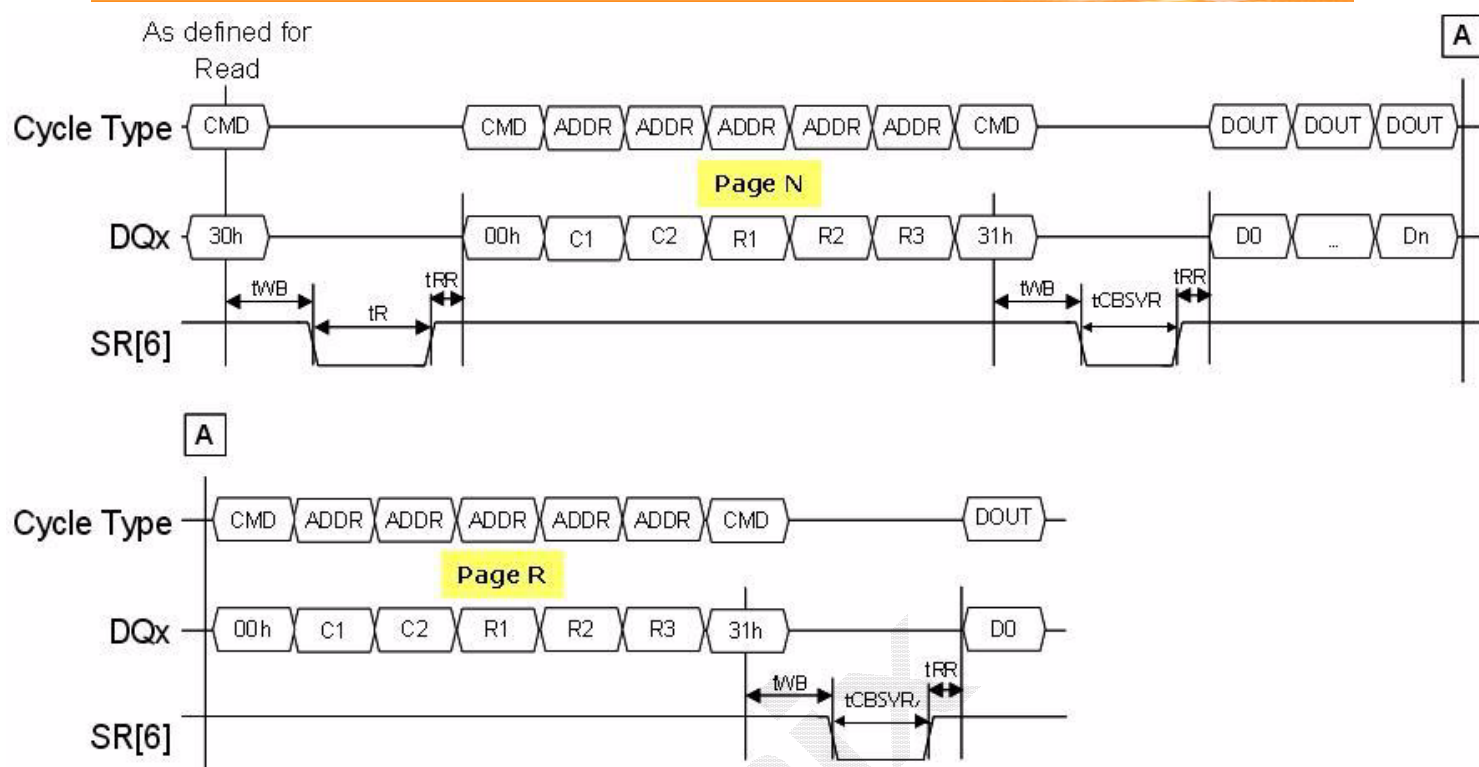 As defined for
Read
A
Cycle Type CMD CMD ADDR ADDR ADDR ADDR ADDR CMD DOUT DOUT DOUT
Page N
DQx 30h 00h C1 C2 R1 R2 R3 31h D0 ... Dn
tWB tR tRR tWB tCBSYR tRR
SR[6]
A
Cycle Type CMD ADDR ADDR ADDR ADDR ADDR CMD DOUT
Page R
DQx 00h C1 C2 R1 R2 R3 31h D0
tWB tCBSYR tRR
SR[6]